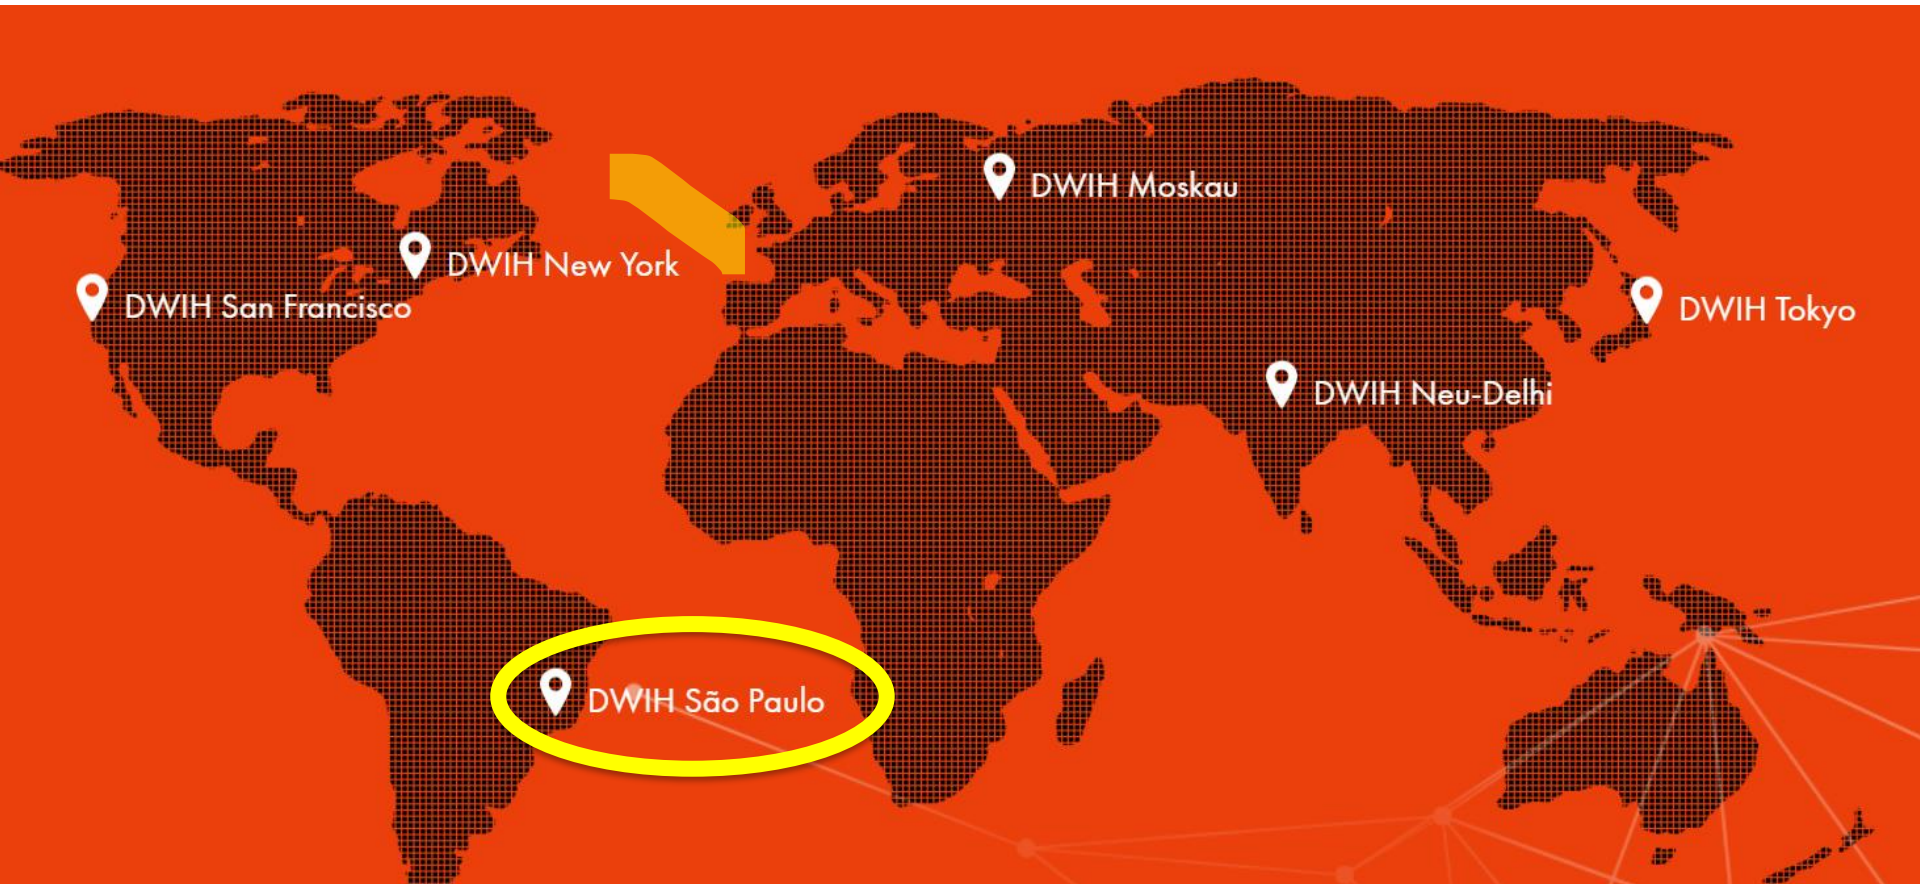 DWIH Moskau
DWIH New York
DWIH San Francisco
DWIH Tokyo
DWIH Neu-Delhi
DWIH São Paulo